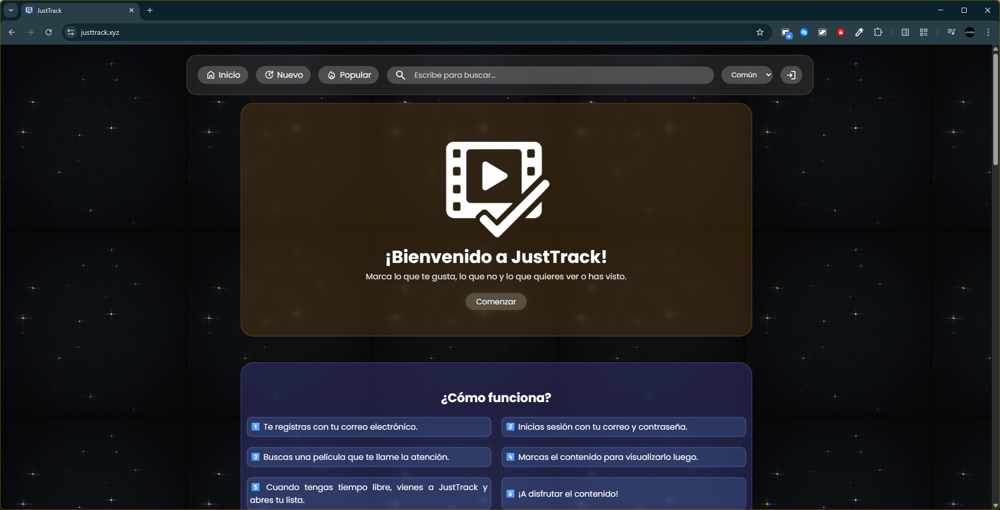 JustTrack
justtrack.xyz
Inicio
Nuevo
Popular
Escribe para buscar...
Común
¡Bienvenido a JustTrack!
Marca lo que te gusta, lo que no y lo que quieres ver o has visto.
Comenzar
¿Cómo funciona?
1 Te registras con tu correo electrónico.
2 Inicias sesión con tu correo y contraseña.
3 Buscas una película que te llame la atención.
4 Marcas el contenido para visualizarlo luego.
5 Cuando tengas tiempo libre, vienes a JustTrack y
abres tu lista.
6 ¡A disfrutar el contenido!